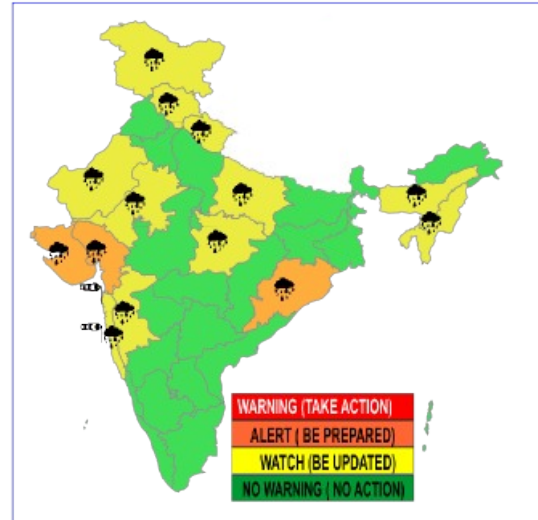 WARNING (TAKE ACTION)
ALERT ( BE PREPARED)
WATCH (BE UPDATED)
NO WARNING ( NO ACTION)